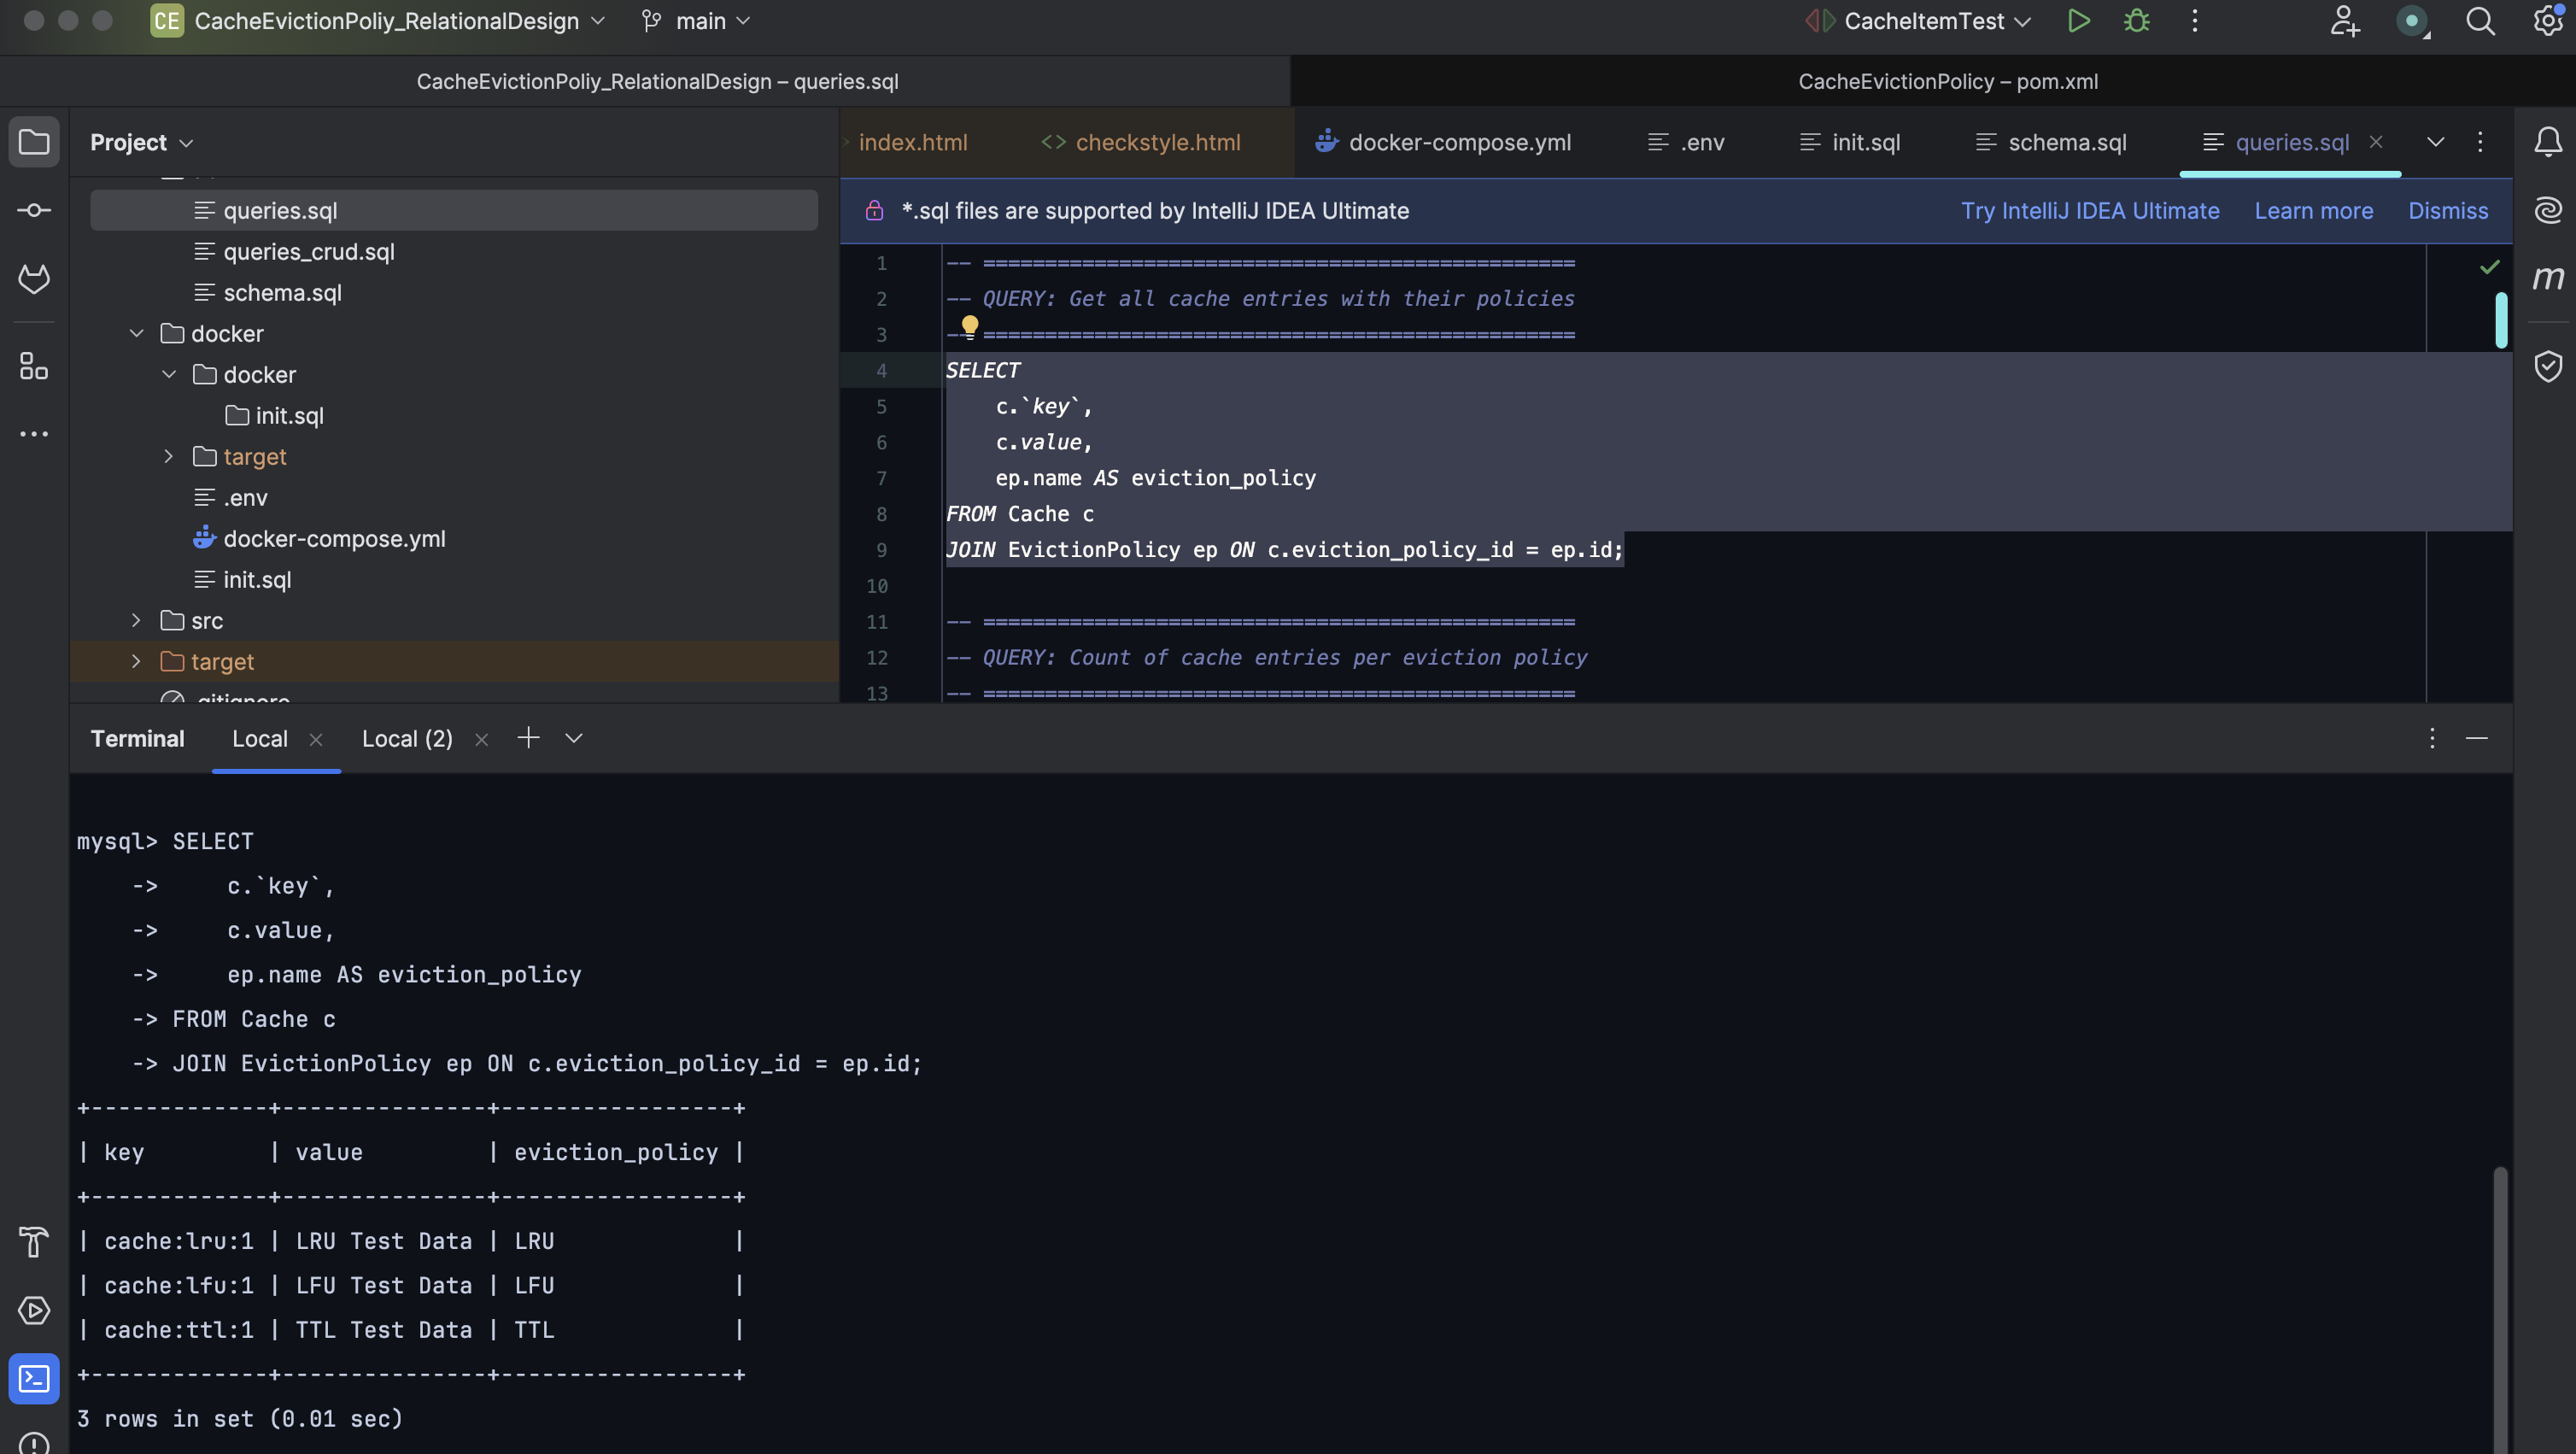 CE CacheEvictionPoliy_RelationalDesign main CacheItemTest
CacheEvictionPoliy_RelationalDesign – queries.sql CacheEvictionPolicy – pom.xml
Project
index.html <> checkstyle.html docker-compose.yml .env init.sql schema.sql queries.sql
queries.sql
queries_crud.sql
schema.sql
docker
docker
init.sql
target
.env
docker-compose.yml
init.sql
src
target
.gitignore
*.sql files are supported by IntelliJ IDEA Ultimate Try IntelliJ IDEA Ultimate Learn more Dismiss
1 -- ================================================
2 -- QUERY: Get all cache entries with their policies
3 -- ================================================
4 SELECT
5 c.`key`,
6 c.value,
7 ep.name AS eviction_policy
8 FROM Cache c
9 JOIN EvictionPolicy ep ON c.eviction_policy_id = ep.id;
10
11 -- ================================================
12 -- QUERY: Count of cache entries per eviction policy
13 -- ================================================
m
Terminal Local Local (2)
mysql> SELECT
-> c.`key`,
-> c.value,
-> ep.name AS eviction_policy
-> FROM Cache c
-> JOIN EvictionPolicy ep ON c.eviction_policy_id = ep.id;
+-------------+---------------+-----------------+
| key | value | eviction_policy |
+-------------+---------------+-----------------+
| cache:lru:1 | LRU Test Data | LRU |
| cache:lfu:1 | LFU Test Data | LFU |
| cache:ttl:1 | TTL Test Data | TTL |
+-------------+---------------+-----------------+
3 rows in set (0.01 sec)